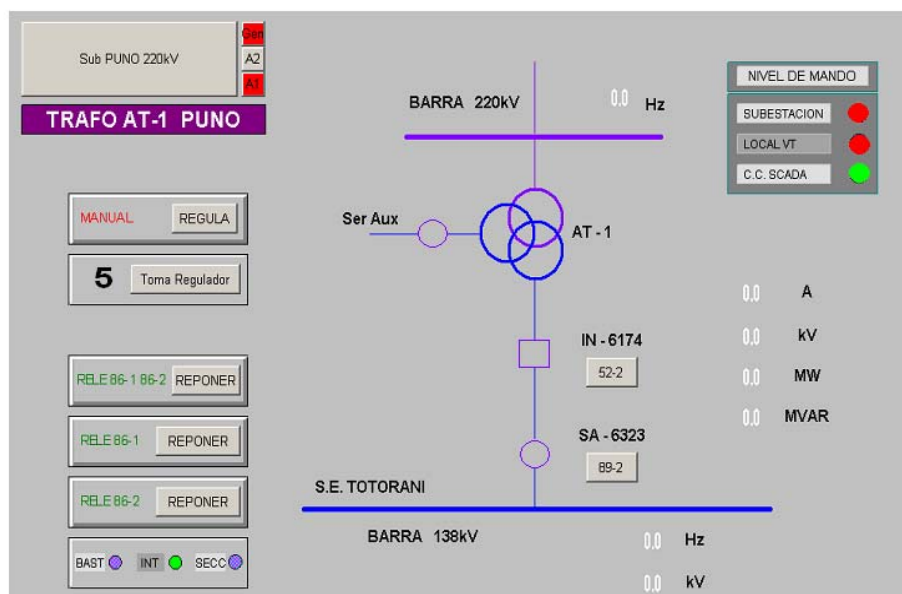 Sub PUNO 220kV
Gen
A2
A1
TRAFO AT-1 PUNO
BARRA 220kV
0.0 Hz
NIVEL DE MANDO
SUBESTACION
LOCAL VT
C.C. SCADA
MANUAL REGULA
5 Toma Regulador
Ser Aux
AT - 1
0.0 A
0.0 kV
0.0 MW
0.0 MVAR
IN - 6174
52-2
SA - 6323
89-2
RELE 86-1 86-2 REPONER
RELE 86-1 REPONER
RELE 86-2 REPONER
BAST INT SECC
S.E. TOTORANI
BARRA 138kV
0.0 Hz
0.0 kV